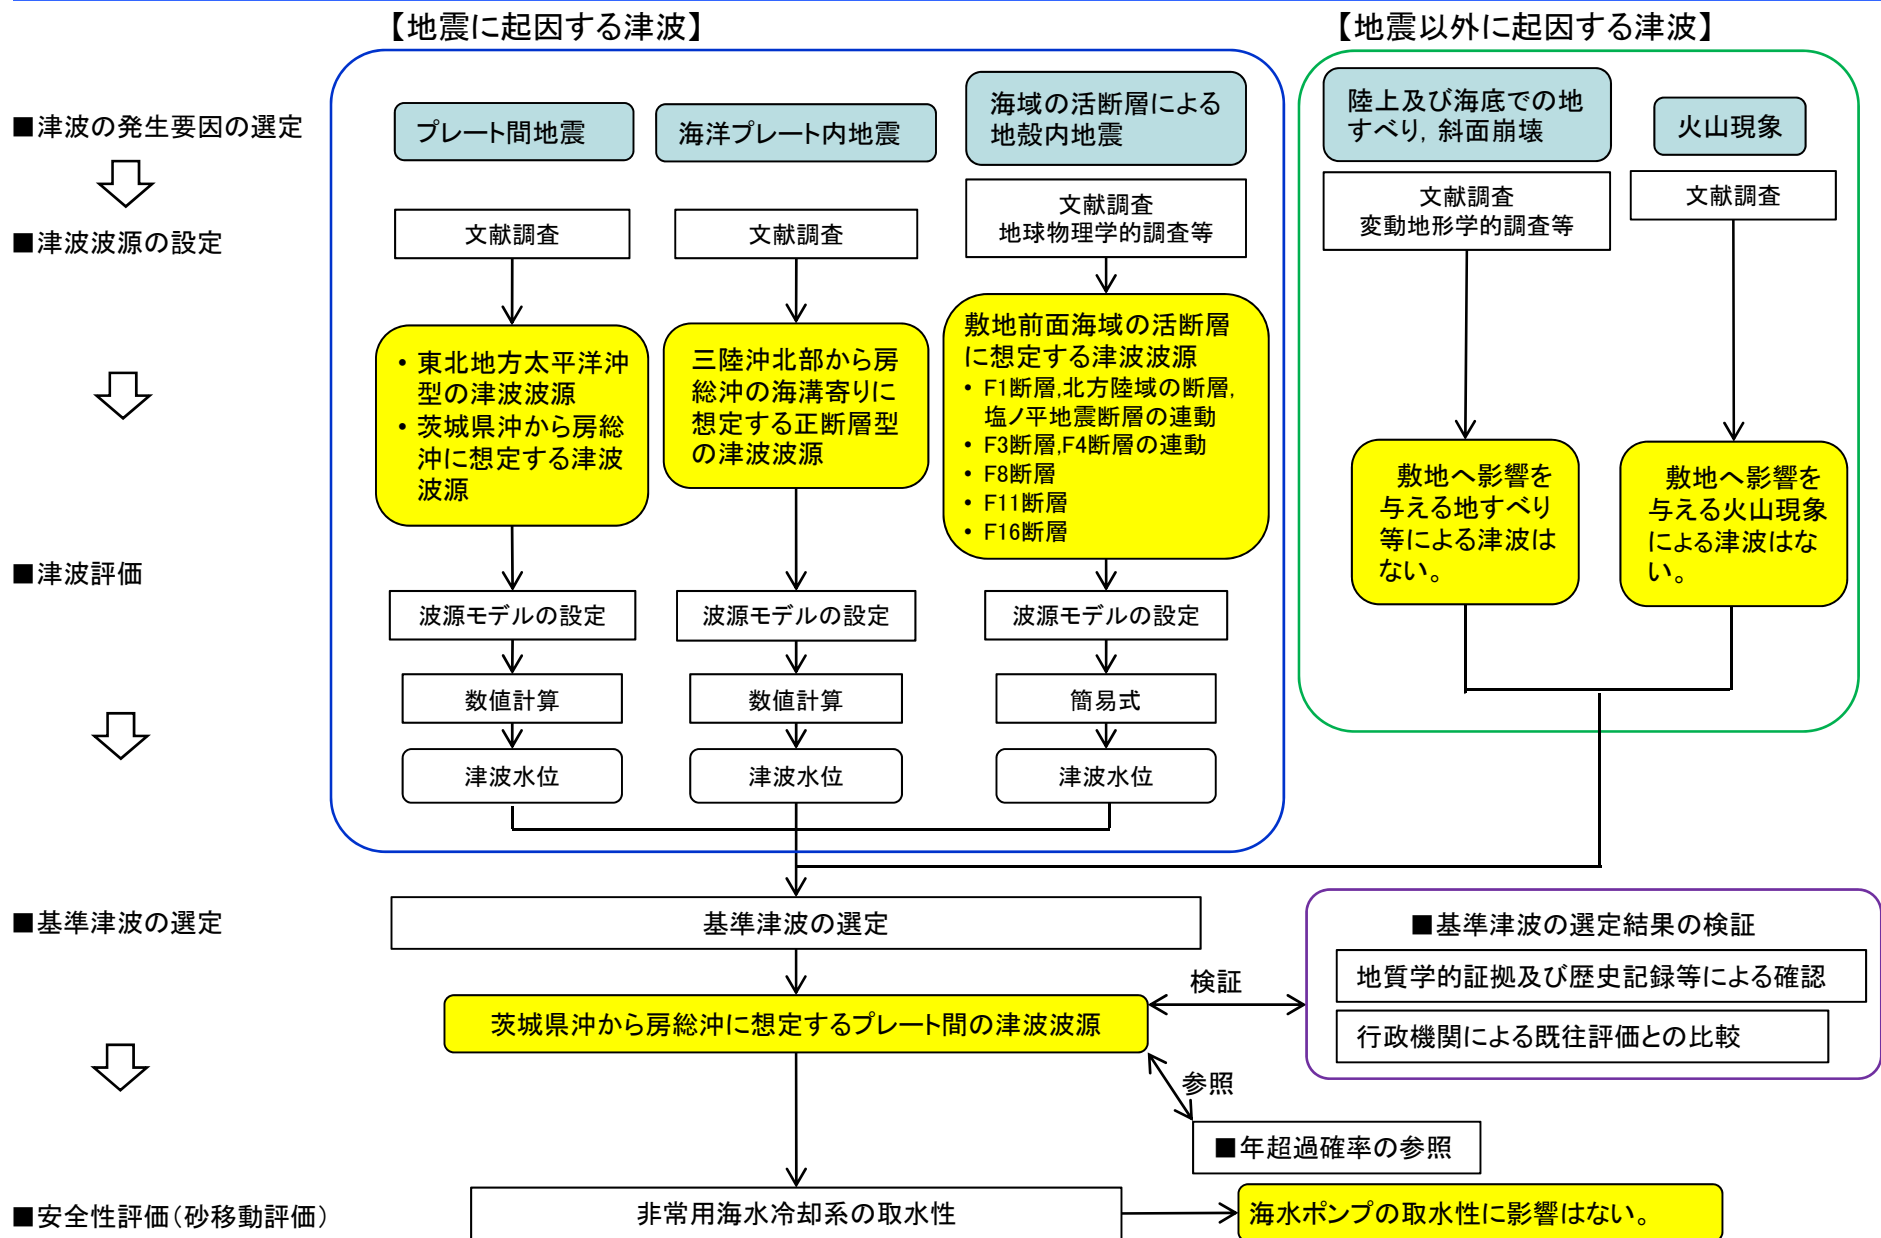 【地震に起因する津波】
【地震以外に起因する津波】
■津波の発生要因の選定
プレート間地震
海洋プレート内地震
海域の活断層による
地殻内地震
陸上及び海底での地
すべり, 斜面崩壊
火山現象
■津波波源の設定
文献調査
文献調査
文献調査
地球物理学的調査等
文献調査
変動地形学的調査等
文献調査
• 東北地方太平洋沖
型の津波波源
• 茨城県沖から房総
沖に想定する津波
波源
三陸沖北部から房
総沖の海溝寄りに
想定する正断層型
の津波波源
敷地前面海域の活断層
に想定する津波波源
• F1断層,北方陸域の断層,
塩ノ平地震断層の連動
• F3断層,F4断層の連動
• F8断層
• F11断層
• F16断層
敷地へ影響を
与える地すべり
等による津波は
ない。
敷地へ影響を
与える火山現象
による津波はな
い。
■津波評価
波源モデルの設定
波源モデルの設定
波源モデルの設定
数値計算
数値計算
簡易式
津波水位
津波水位
津波水位
■基準津波の選定
基準津波の選定
■基準津波の選定結果の検証
地質学的証拠及び歴史記録等による確認
行政機関による既往評価との比較
検証
茨城県沖から房総沖に想定するプレート間の津波波源
参照
■年超過確率の参照
■安全性評価(砂移動評価)
非常用海水冷却系の取水性
海水ポンプの取水性に影響はない。